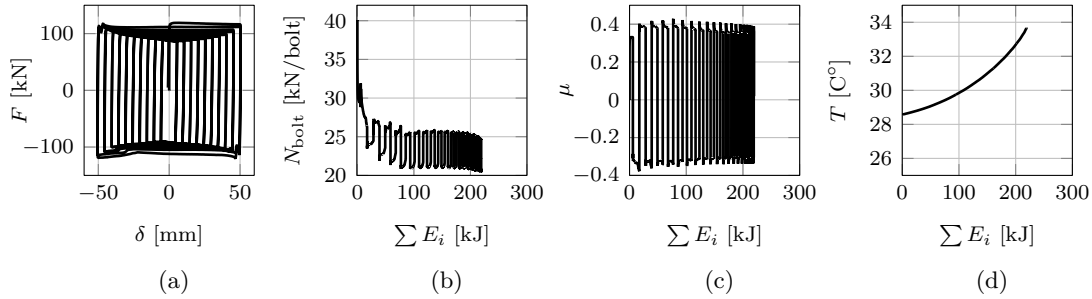 100
0
−100
−50 0 50
F [kN]
δ [mm]
(a)
40
35
30
25
20
0 100 200 300
N_bolt [kN/bolt]
∑ E_i [kJ]
(b)
0.4
0.2
0
−0.2
−0.4
0 100 200 300
μ
∑ E_i [kJ]
(c)
34
32
30
28
26
0 100 200 300
T [C°]
∑ E_i [kJ]
(d)